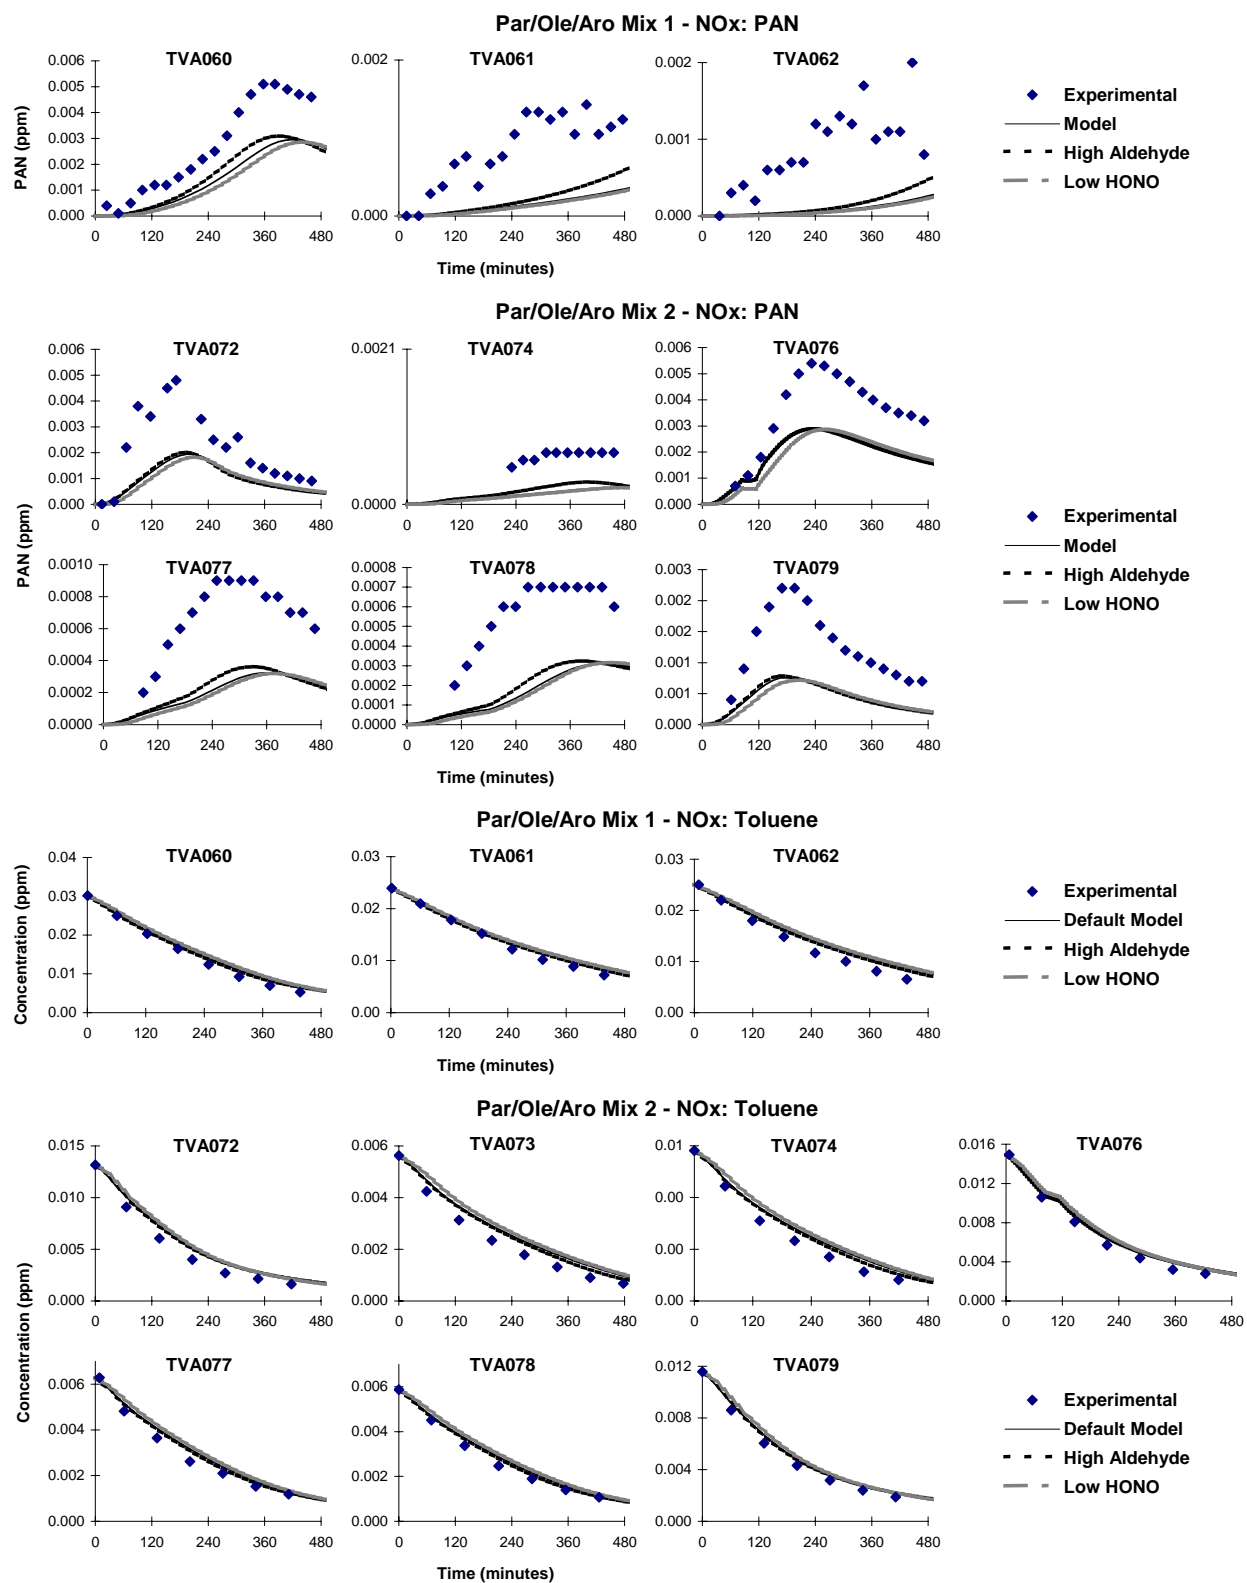 Par/Ole/Aro Mix 1 - NOx: PAN
TVA060
TVA061
TVA062
PAN (ppm)
0.006
0.005
0.004
0.003
0.002
0.001
0.000
0 120 240 360 480
0.002
0.000
0 120 240 360 480
0.002
0.001
0.000
0 120 240 360 480
Time (minutes)
Experimental
Model
High Aldehyde
Low HONO
Par/Ole/Aro Mix 2 - NOx: PAN
TVA072
TVA074
TVA076
PAN (ppm)
0.006
0.005
0.004
0.003
0.002
0.001
0.000
0 120 240 360 480
0.0021
0.0000
0 120 240 360 480
0.006
0.005
0.004
0.003
0.002
0.001
0.000
0 120 240 360 480
TVA077
TVA078
TVA079
0.0010
0.0008
0.0006
0.0004
0.0002
0.0000
0 120 240 360 480
0.0008
0.0007
0.0006
0.0005
0.0004
0.0003
0.0002
0.0001
0.0000
0 120 240 360 480
0.003
0.002
0.002
0.001
0.001
0.000
0 120 240 360 480
Time (minutes)
Experimental
Model
High Aldehyde
Low HONO
Par/Ole/Aro Mix 1 - NOx: Toluene
TVA060
TVA061
TVA062
Concentration (ppm)
0.04
0.03
0.02
0.01
0.00
0 120 240 360 480
0.03
0.02
0.01
0.00
0 120 240 360 480
0.03
0.02
0.01
0.01
0.00
0.00
0 120 240 360 480
Time (minutes)
Experimental
Default Model
High Aldehyde
Low HONO
Par/Ole/Aro Mix 2 - NOx: Toluene
TVA072
TVA073
TVA074
TVA076
Concentration (ppm)
0.015
0.010
0.005
0.000
0 120 240 360 480
0.006
0.004
0.002
0.000
0 120 240 360 480
0.01
0.00
0.00
0.00
0 120 240 360 480
0.016
0.012
0.008
0.004
0.000
0 120 240 360 480
TVA077
TVA078
TVA079
Concentration (ppm)
0.006
0.004
0.002
0.000
0 120 240 360 480
0.006
0.004
0.002
0.000
0 120 240 360 480
0.012
0.008
0.004
0.000
0 120 240 360 480
Time (minutes)
Experimental
Default Model
High Aldehyde
Low HONO